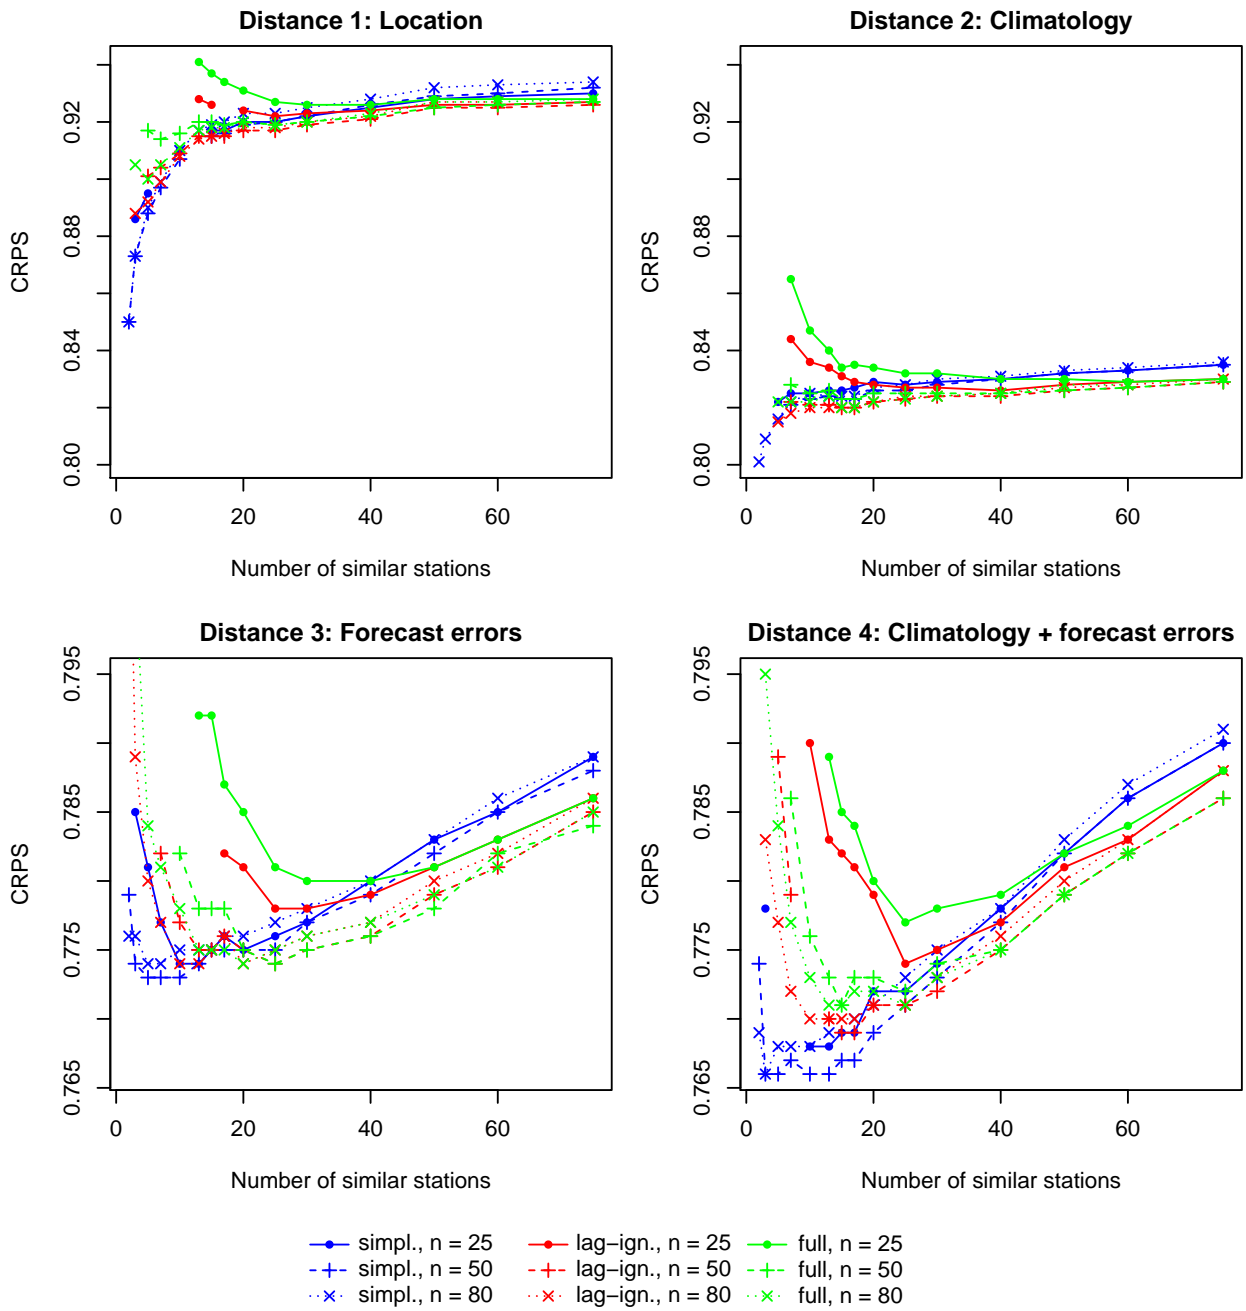 Distance 1: Location
CRPS
0.80
0.84
0.88
0.92
0
20
40
60
Number of similar stations
Distance 2: Climatology
CRPS
0.80
0.84
0.88
0.92
0
20
40
60
Number of similar stations
Distance 3: Forecast errors
CRPS
0.765
0.775
0.785
0.795
0
20
40
60
Number of similar stations
Distance 4: Climatology + forecast errors
CRPS
0.765
0.775
0.785
0.795
0
20
40
60
Number of similar stations
simpl., n = 25
simpl., n = 50
simpl., n = 80
lag−ign., n = 25
lag−ign., n = 50
lag−ign., n = 80
full, n = 25
full, n = 50
full, n = 80